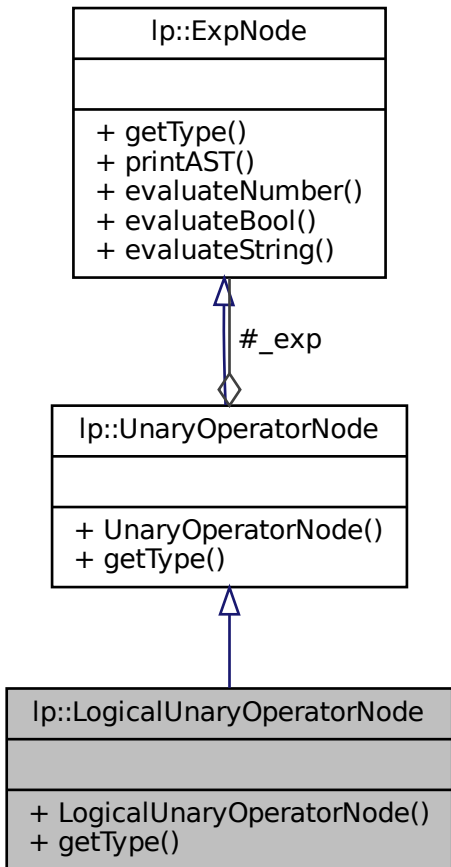 lp::ExpNode
+ getType()
+ printAST()
+ evaluateNumber()
+ evaluateBool()
+ evaluateString()
#_exp
lp::UnaryOperatorNode
+ UnaryOperatorNode()
+ getType()
lp::LogicalUnaryOperatorNode
+ LogicalUnaryOperatorNode()
+ getType()